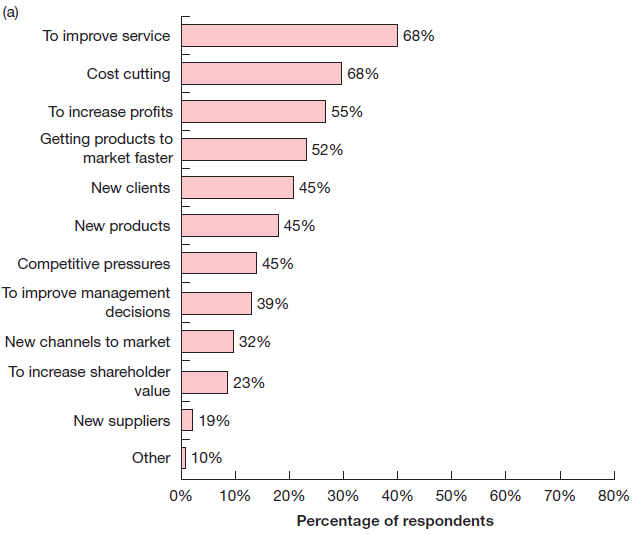 (a)
To improve service 68%
Cost cutting 68%
To increase profits 55%
Getting products to
market faster 52%
New clients 45%
New products 45%
Competitive pressures 45%
To improve management
decisions 39%
New channels to market 32%
To increase shareholder
value 23%
New suppliers 19%
Other 10%
0% 10% 20% 30% 40% 50% 60% 70% 80%
Percentage of respondents